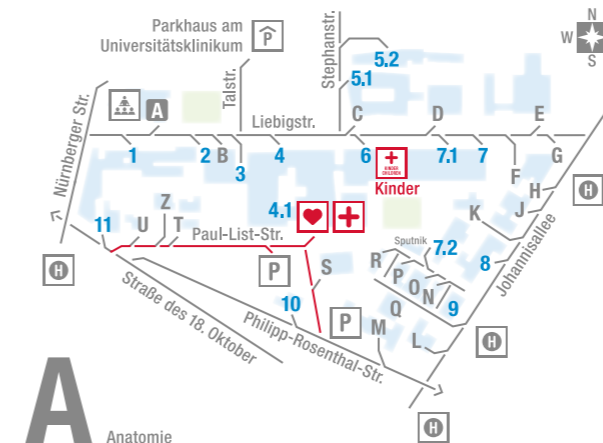 Parkhaus am
Universitätsklinikum
P
Stephanstr.
5.2
5.1
N
W
S
Nürnberger Str.
A
Talstr.
Liebigstr.
C
D
E
1
2
B
3
4
6
KINDER
CHILDREN
Kinder
7.1
7
F
G
H
J
H
K
4.1
Z
U
T
11
Paul-List-Str.
Sputnik
7.2
8
Johannisallee
H
P
S
R
P
O
N
9
Q
10
P
M
L
H
Straße des 18. Oktober
Philipp-Rosenthal-Str.
H
A
Anatomie